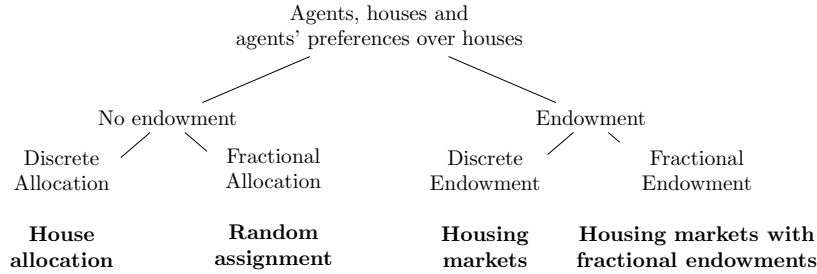 Agents, houses and
agents’ preferences over houses
No endowment
Endowment
Discrete
Allocation
Fractional
Allocation
Discrete
Endowment
Fractional
Endowment
House
allocation
Random
assignment
Housing
markets
Housing markets with
fractional endowments